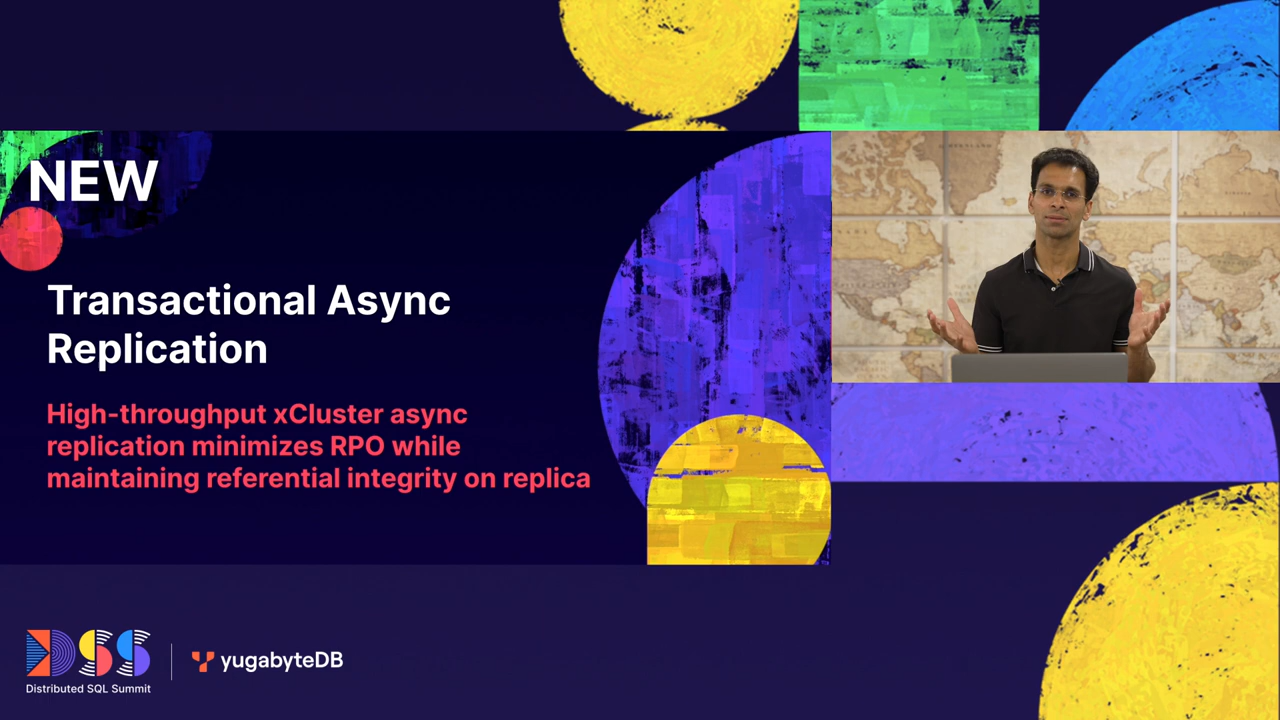 NEW
Transactional Async
Replication
High-throughput xCluster async
replication minimizes RPO while
maintaining referential integrity on replica
DSS
Distributed SQL Summit
yugabyteDB